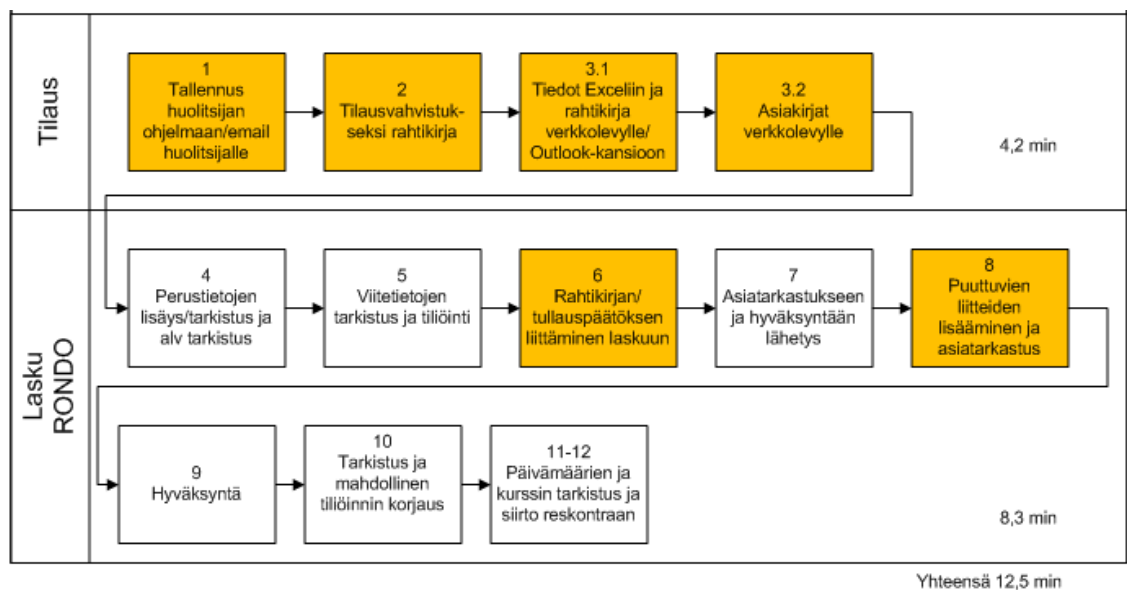 Tilaus
1
Tallennus
huolitsijan
ohjelmaan/email
huolitsijalle
2
Tilausvahvistuk-
seksi rahtikirja
3.1
Tiedot Exceliin ja
rahtikirja
verkkolevylle/
Outlook-kansioon
3.2
Asiakirjat
verkkolevylle
4,2 min
Lasku
RONDO
4
Perustietojen
lisäys/tarkistus ja
alv tarkistus
5
Viitetietojen
tarkistus ja tiliöinti
6
Rahtikirjan/
tullauspäätöksen
liittäminen laskuun
7
Asiatarkastukseen
ja hyväksyntään
lähetys
8
Puuttuvien
liitteiden
lisääminen ja
asiatarkastus
9
Hyväksyntä
10
Tarkistus ja
mahdollinen
tiliöinnin korjaus
11-12
Päivämäärien ja
kurssin tarkistus ja
siirto reskontraan
8,3 min
Yhteensä 12,5 min